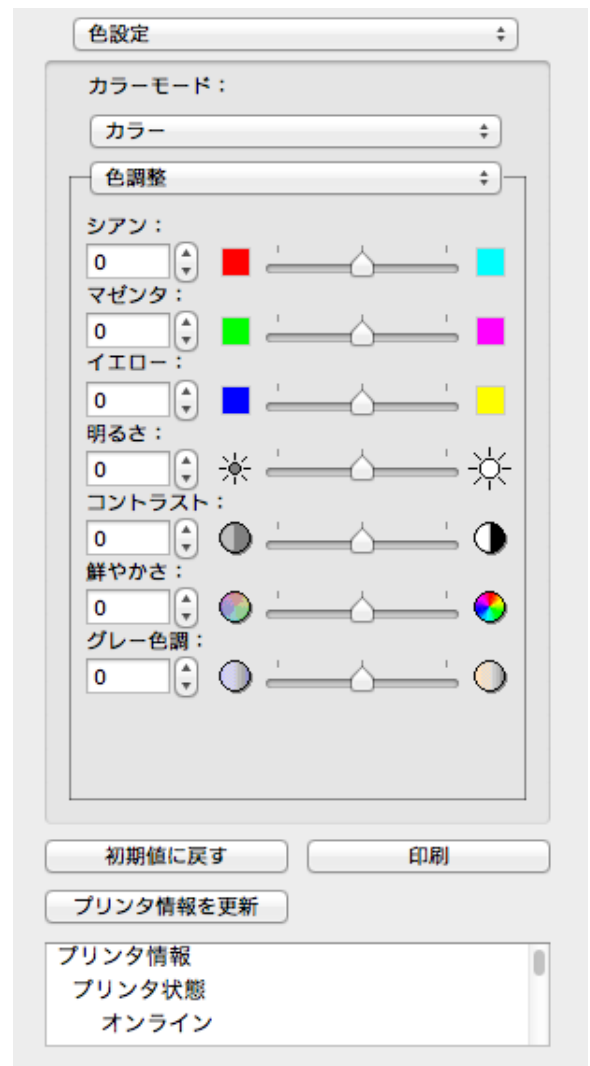 色設定
カラーモード：
カラー
色調整
シアン：
0
マゼンタ：
0
イエロー：
0
明るさ：
0
コントラスト：
0
鮮やかさ：
0
グレー色調：
0
初期値に戻す 印刷
プリンタ情報を更新
プリンタ情報
プリンタ状態
オンライン